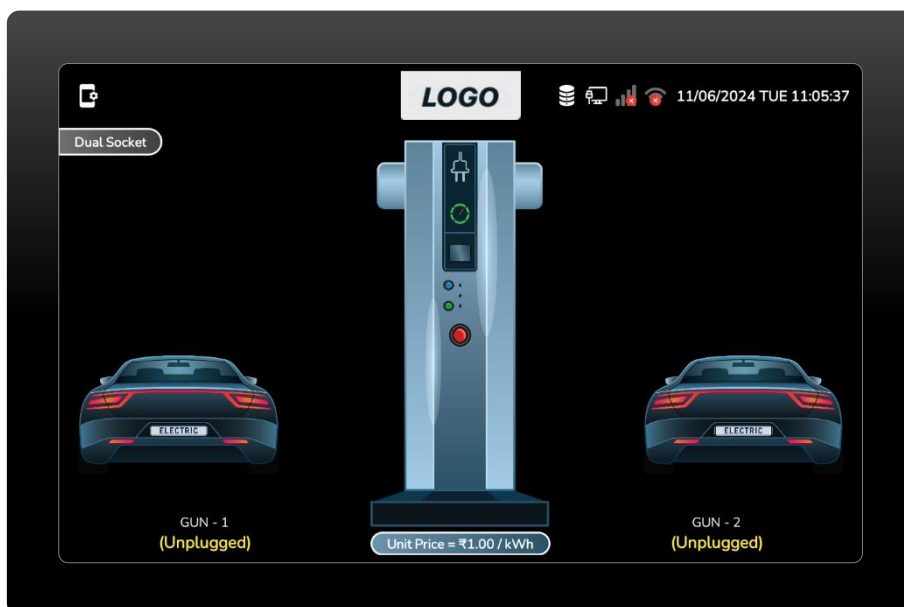 LOGO
11/06/2024 TUE 11:05:37
Dual Socket
ELECTRIC
ELECTRIC
GUN - 1
(Unplugged)
Unit Price = ₹1.00 / kWh
GUN - 2
(Unplugged)